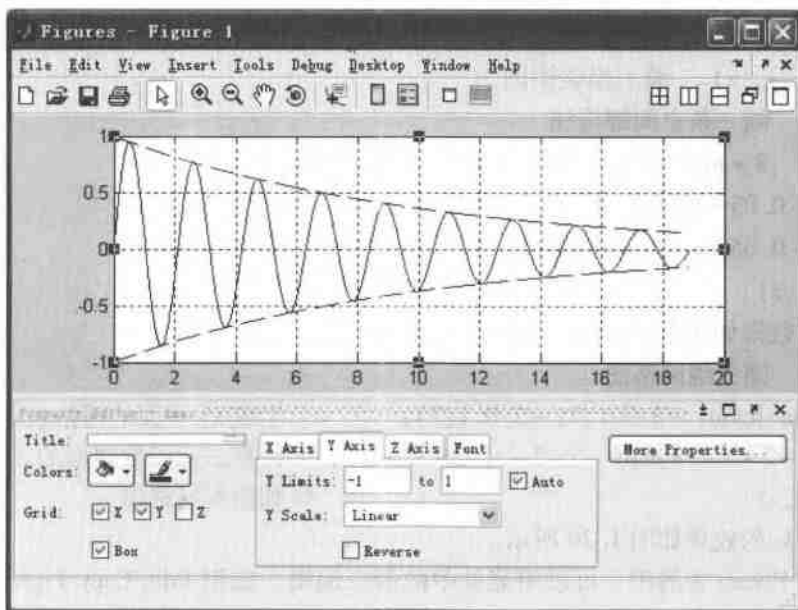 Figures - Figure 1
File Edit View Insert Tools Debug Desktop Window Help
1
0.5
0
-0.5
-1
0 2 4 6 8 10 12 14 16 18 20
Title:
X Axis Y Axis Z Axis Font
More Properties...
Colors:
Y Limits: -1 to 1 Auto
Grid: X Y Z
Y Scale: Linear
Box
Reverse